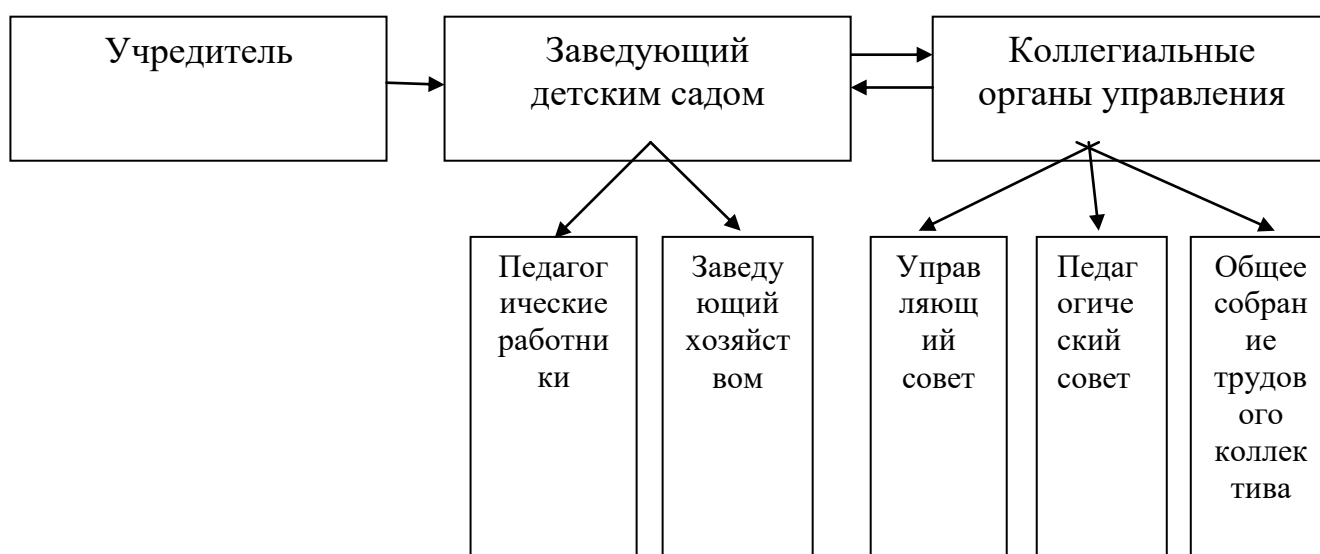 Учредитель
Заведующий
детским садом
Коллегиальные
органы управления
Педагог
ические
работни
ки
Заведу
ющий
хозяйст
вом
Управ
ляющ
ий
совет
Педаг
огиче
ский
совет
Общее
собран
ие
трудов
ого
коллек
тива